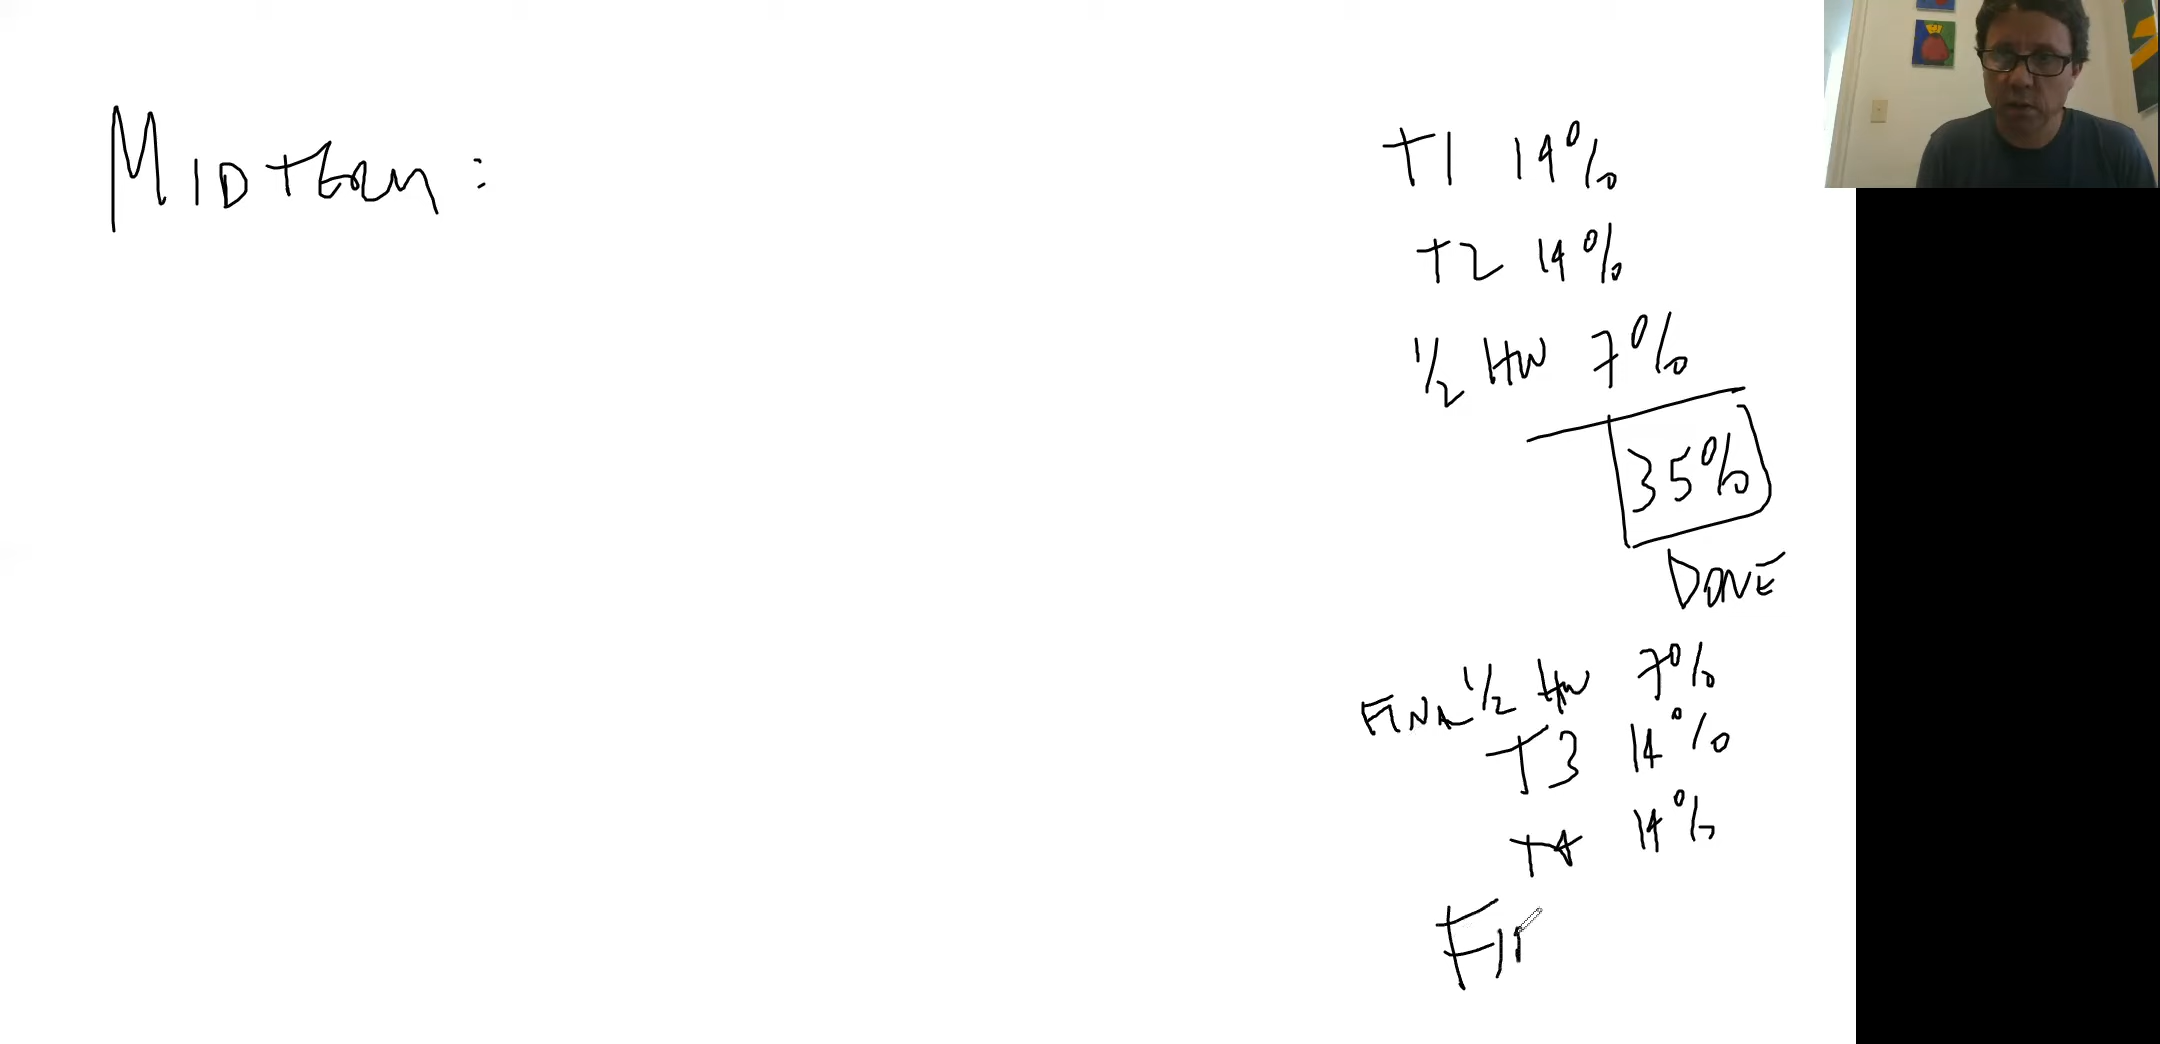 MIDTERM :
T1 14%
T2 14%
1/2 HW 7%
35%
DONE
FINAL 1/2 HW 7%
T3 14%
T4 14%
FIN